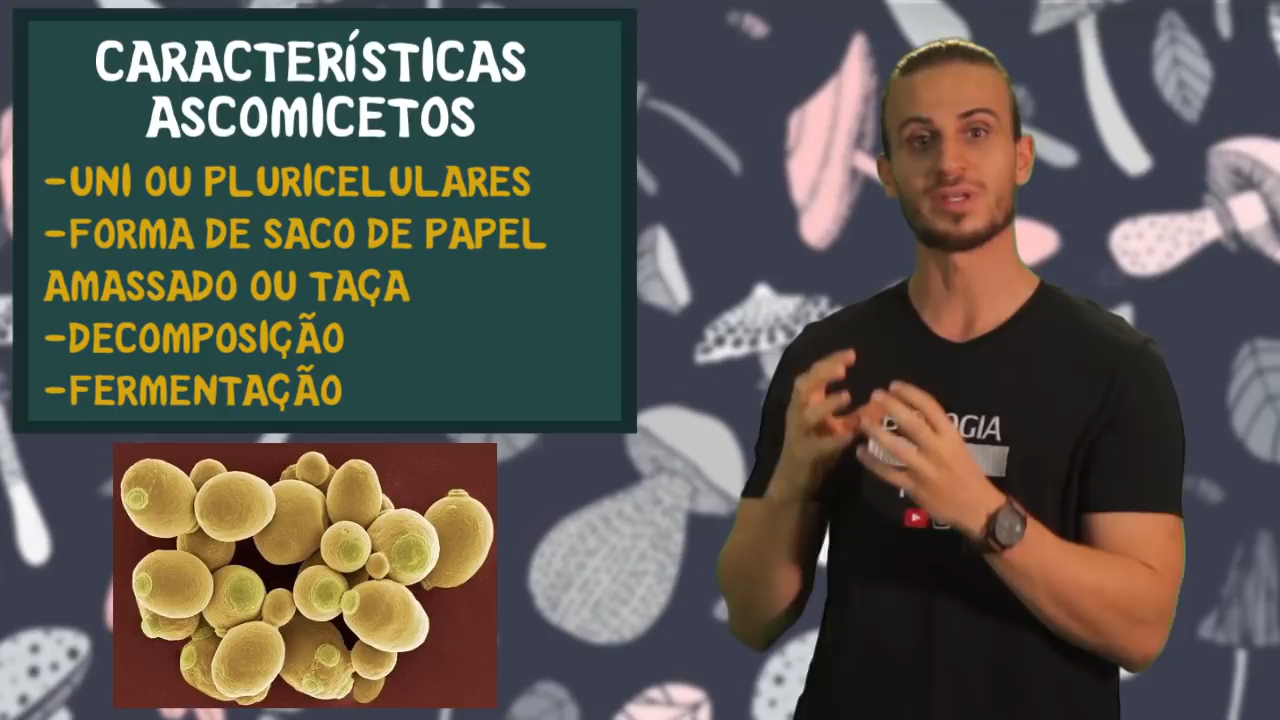 CARACTERÍSTICAS
ASCOMICETOS
-UNI OU PLURICELULARES
-FORMA DE SACO DE PAPEL
AMASSADO OU TAÇA
-DECOMPOSIÇÃO
-FERMENTAÇÃO